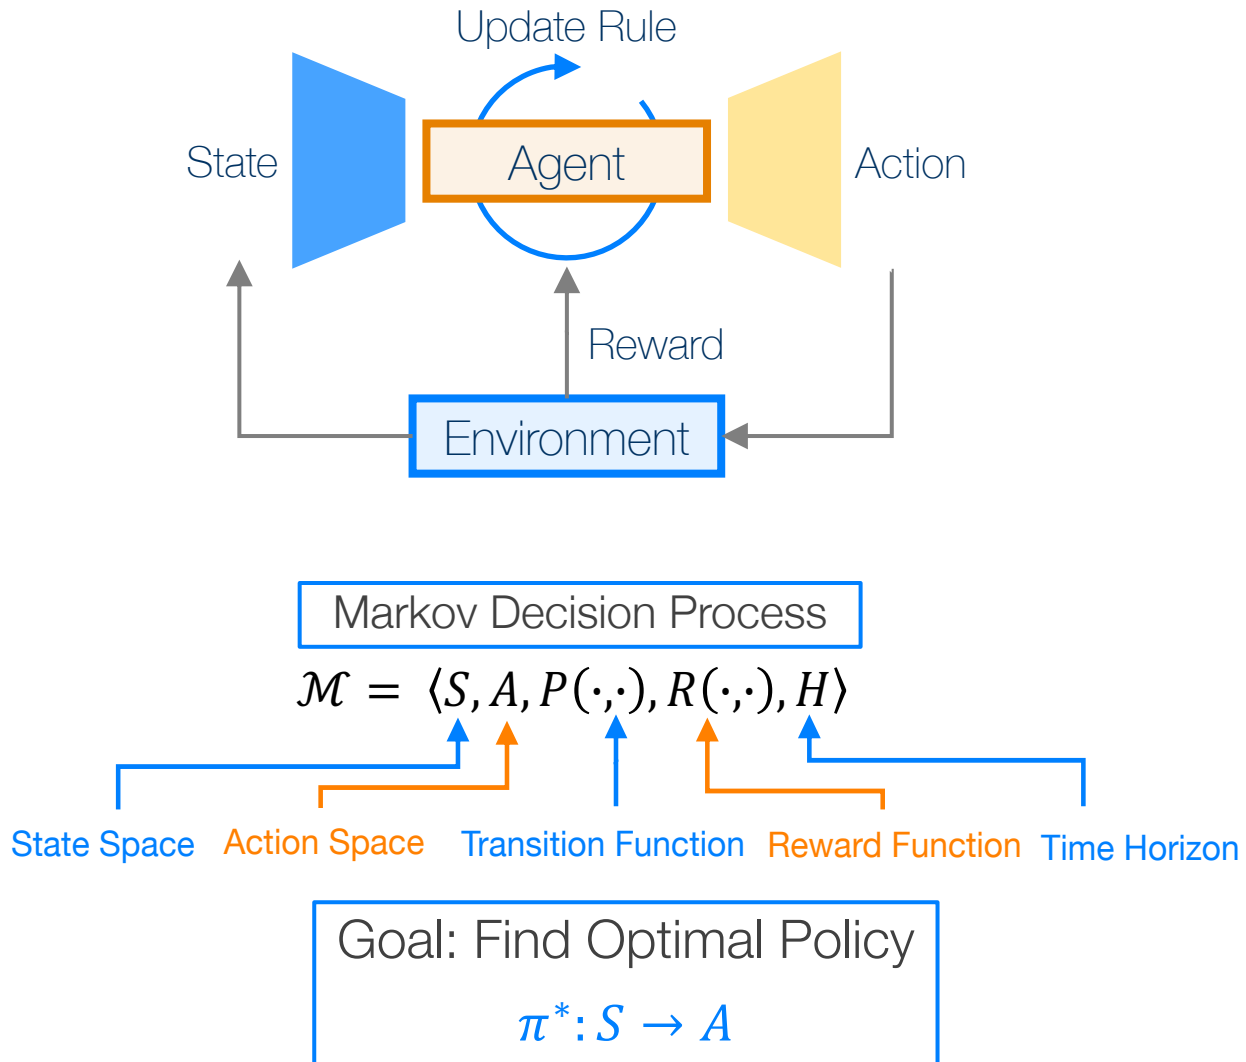 Update Rule
State
Agent
Action
Reward
Environment
Markov Decision Process
ℳ = ⟨S, A, P(·,·), R(·,·), H⟩
State Space Action Space Transition Function Reward Function Time Horizon
Goal: Find Optimal Policy
π*: S → A